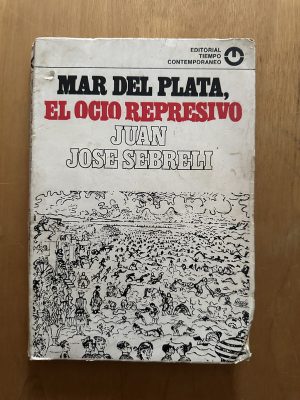 EDITORIAL
TIEMPO
CONTEMPORANEO
MAR DEL PLATA,
EL OCIO REPRESIVO
JUAN
JOSE SEBRELI